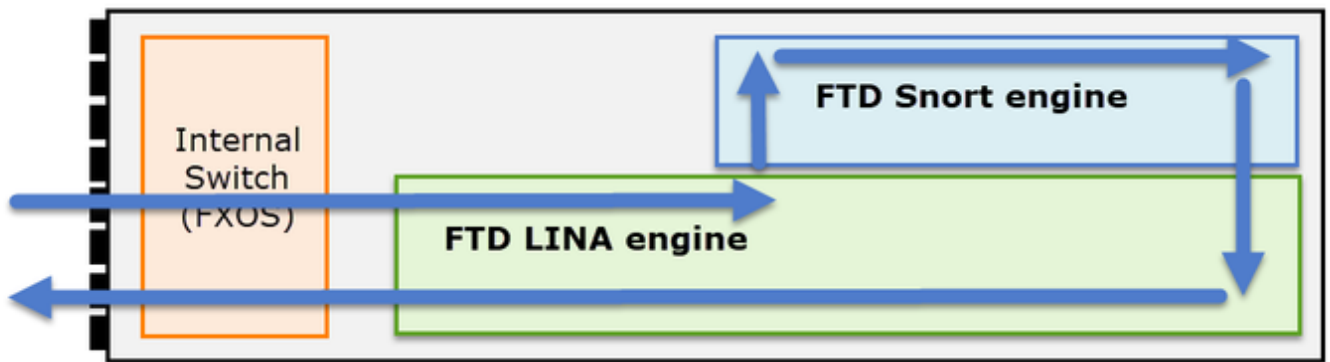 Internal
Switch
(FXOS)
FTD Snort engine
FTD LINA engine